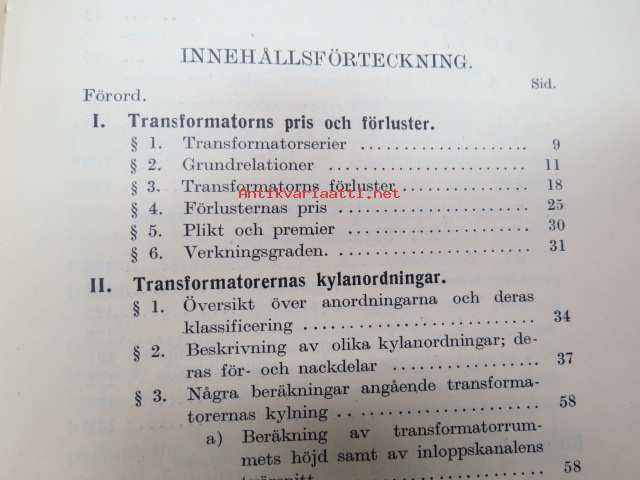 INNEHÅLLSFÖRTECKNING.
Sid.
Förord.
I. Transformatorns pris och förluster.
§ 1. Transformatorserier .................... 9
§ 2. Grundrelationer ....................... 11
§ 3. Transformatorns förluster ................ 18
Antikvariaatti.net
§ 4. Förlusternas pris ...................... 25
§ 5. Plikt och premier ..................... 30
§ 6. Verkningsgraden. ...................... 31
II. Transformatorernas kylanordningar.
§ 1. Översikt över anordningarna och deras
klassificering .......................... 34
§ 2. Beskrivning av olika kylanordningar; de-
ras för- och nackdelar .................. 37
§ 3. Några beräkningar angående transforma-
torernas kylning ...................... 58
a) Beräkning av transformatorrum-
mets höjd samt av inloppskanalens
58